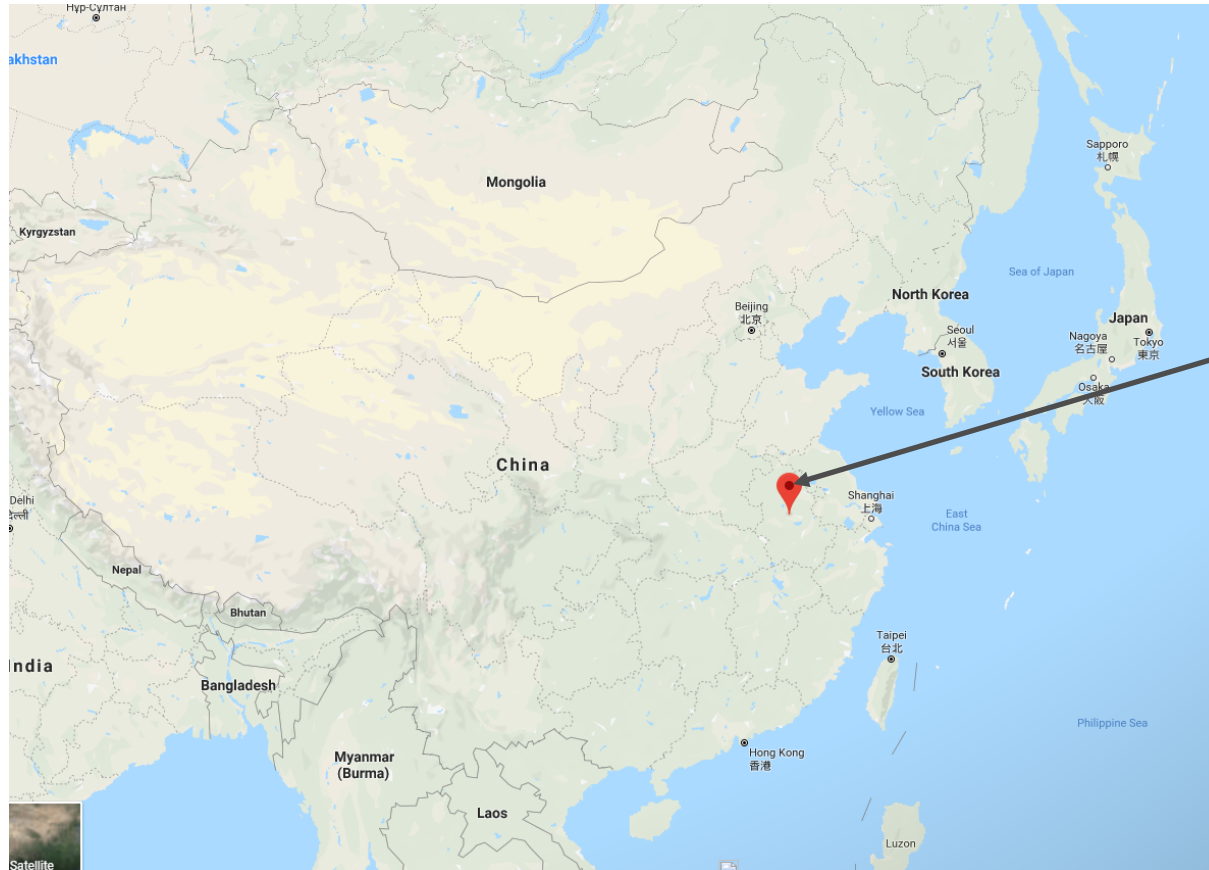 Нұр-Сұлтан
akhstan
Mongolia
Sapporo
札幌
Kyrgyzstan
Sea of Japan
North Korea
Beijing
北京
Japan
Seoul
서울
Nagoya
名古屋
Tokyo
東京
South Korea
Osaka
大阪
Yellow Sea
China
Delhi
Shanghai
上海
East
China Sea
Nepal
Bhutan
Taipei
台北
India
Bangladesh
Philippine Sea
Hong Kong
香港
Myanmar
(Burma)
Laos
Luzon
Satellite